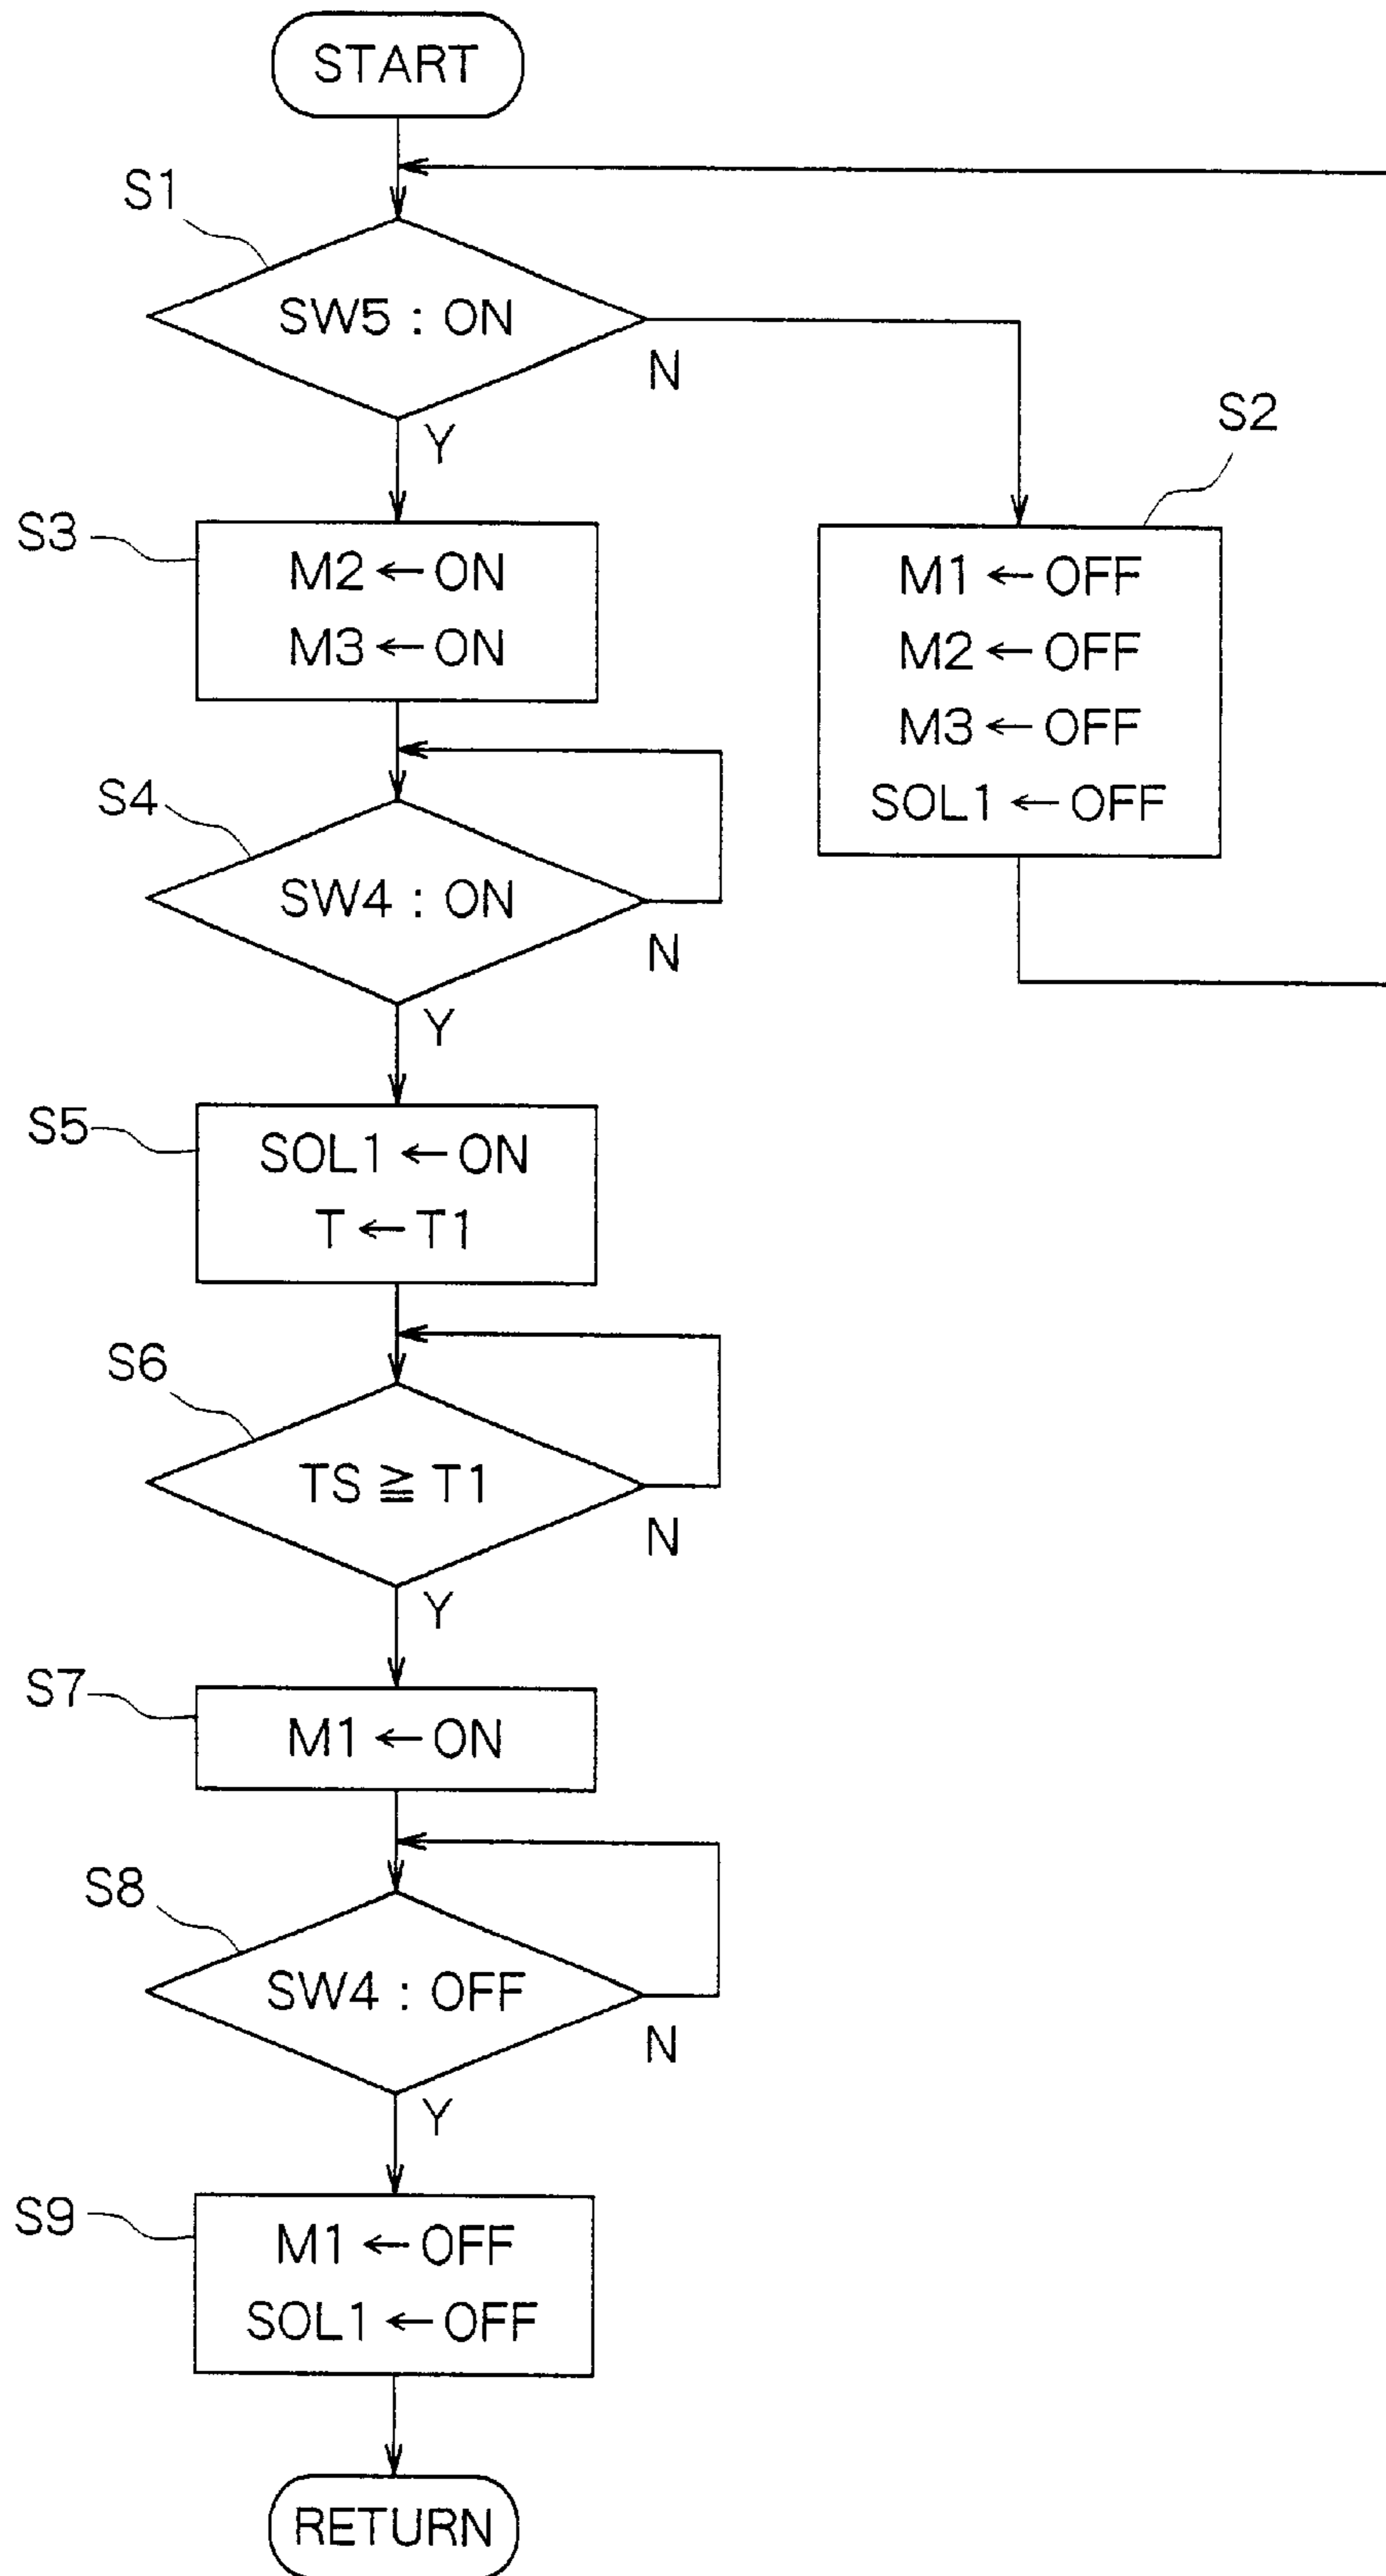 START
S1
SW5 : ON
N
Y
S2
S3
M2 ← ON
M3 ← ON
M1 ← OFF
M2 ← OFF
M3 ← OFF
SOL1 ← OFF
S4
SW4 : ON
N
Y
S5
SOL1 ← ON
T ← T1
S6
TS ≧ T1
N
Y
S7
M1 ← ON
S8
SW4 : OFF
N
Y
S9
M1 ← OFF
SOL1 ← OFF
RETURN